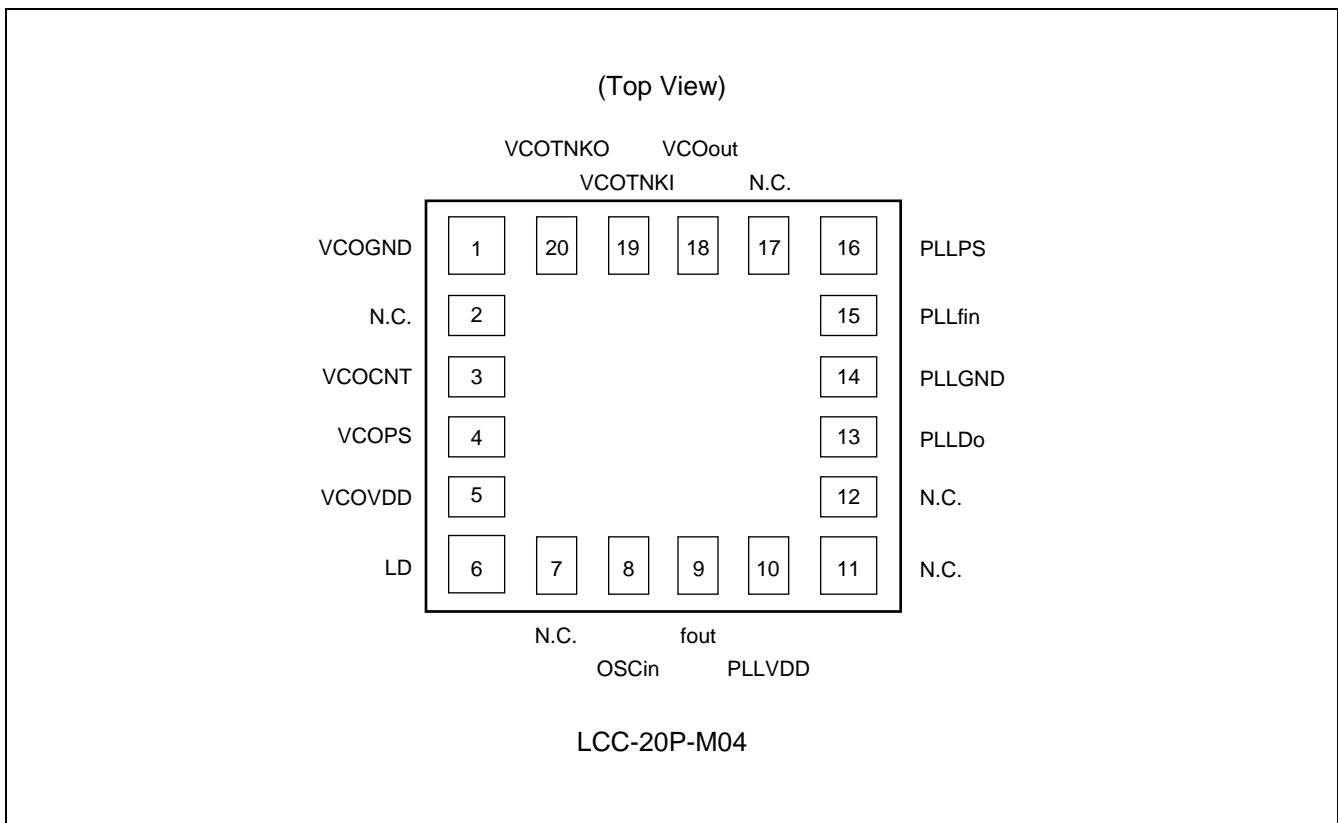 (Top View)
VCOTNKO VCOout
VCOTNKI N.C.
VCOGND 1 20 19 18 17 16 PLLPS
N.C. 2 15 PLLfin
VCOCNT 3 14 PLLGND
VCOPS 4 13 PLLDo
VCOVDD 5 12 N.C.
LD 6 7 8 9 10 11 N.C.
N.C. fout
OSCin PLLVDD
LCC-20P-M04